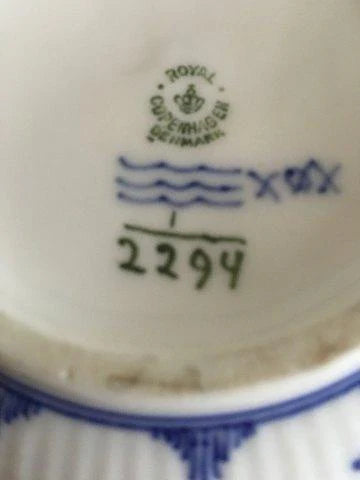 ROYAL
COPENHAGEN
DENMARK
1
2294